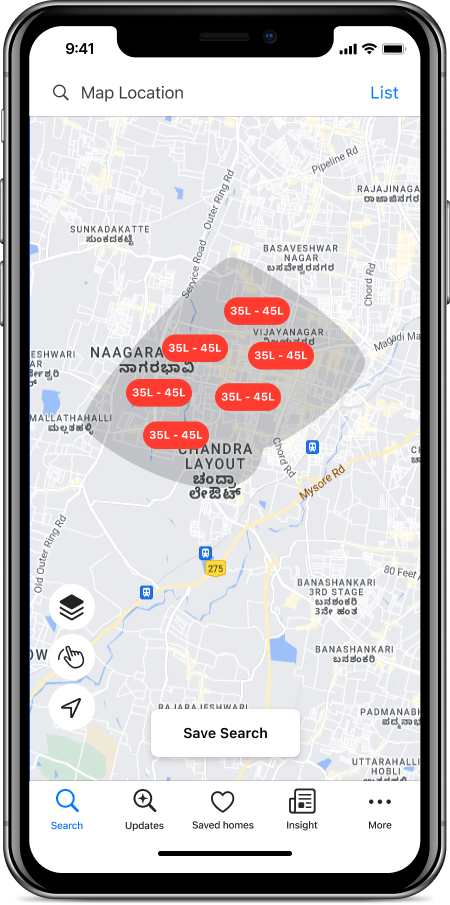 9:41
Map Location
List
Pipeline Rd
Outer Ring Rd
RAJAJINAGA
ರಾಜಾಜಿನಗರ
SUNKADAKATTE
ಸುಂಕದಕಟ್ಟೆ
Service Road
BASAVESHWAR
NAGAR
ಬಸವೇಶ್ವರನಗರ
Chord Rd
35L - 45L
VIJAYANAGAR
ವಿಜಯನಗರ
Magadi Ma
35L - 45L
35L - 45L
NAAGARA
ನಾಗರಭಾವಿ
ESHWARI
35L - 45L
35L - 45L
MALLATHAHALLI
ಮಲ್ಲತಹಳ್ಳಿ
35L - 45L
CHANDRA
LAYOUT
ಚಂದ್ರಾ
ಲೇಔಟ್
Chord Rd
Mysore Rd
Old Outer Ring Rd
275
80 Feet
BANASHANKARI
3RD STAGE
ಬನಶಂಕರಿ
3ನೇ ಹಂತ
BANASHANKARI
ಬನಶಂಕರಿ
OW
RAJARAJESHWARI
PADMANABH
ಪದ್ಮನಾಭ
Save Search
UTTARAHALLI
HOBLI
Search
Updates
Saved homes
Insight
More